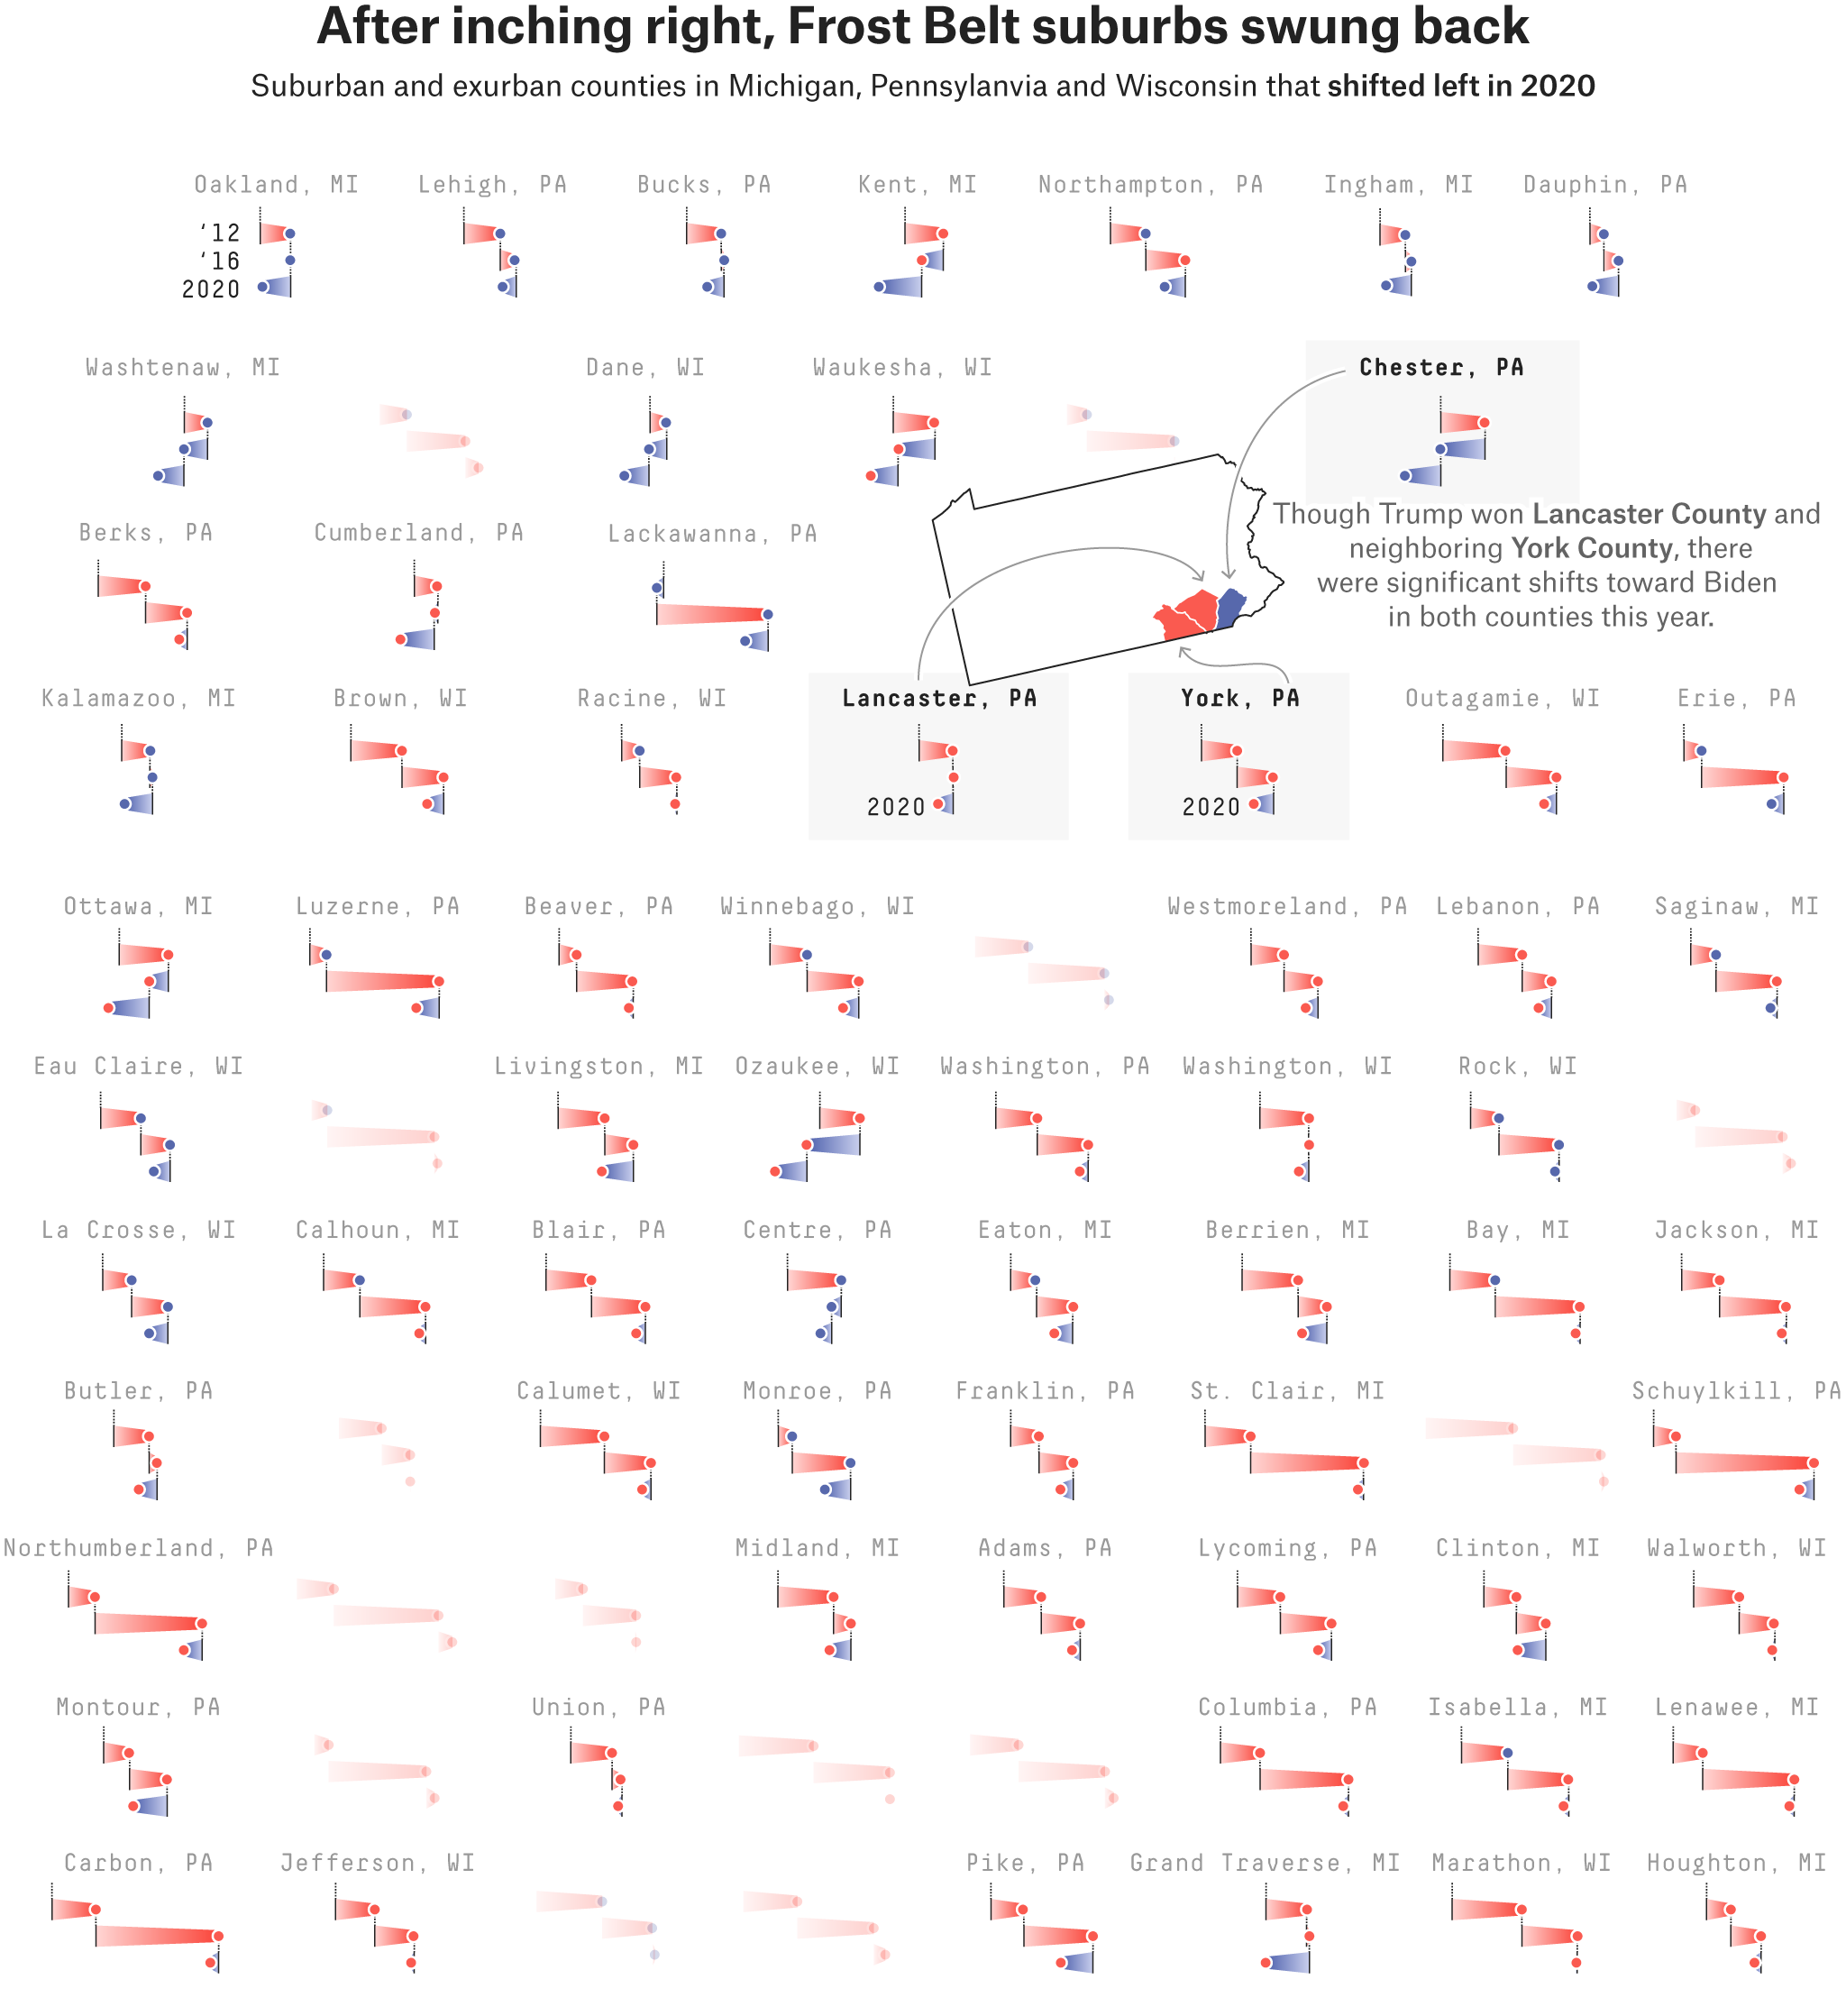 After inching right, Frost Belt suburbs swung back
Suburban and exurban counties in Michigan, Pennsylanvia and Wisconsin that shifted left in 2020
Oakland, MI
Lehigh, PA
Bucks, PA
Kent, MI
Northampton, PA
Ingham, MI
Dauphin, PA
‘12
‘16
2020
Washtenaw, MI
Dane, WI
Waukesha, WI
Chester, PA
Though Trump won Lancaster County and
neighboring York County, there
were significant shifts toward Biden
in both counties this year.
Berks, PA
Cumberland, PA
Lackawanna, PA
Kalamazoo, MI
Brown, WI
Racine, WI
Lancaster, PA
York, PA
Outagamie, WI
Erie, PA
2020
2020
Ottawa, MI
Luzerne, PA
Beaver, PA
Winnebago, WI
Westmoreland, PA
Lebanon, PA
Saginaw, MI
Eau Claire, WI
Livingston, MI
Ozaukee, WI
Washington, PA
Washington, WI
Rock, WI
La Crosse, WI
Calhoun, MI
Blair, PA
Centre, PA
Eaton, MI
Berrien, MI
Bay, MI
Jackson, MI
Butler, PA
Calumet, WI
Monroe, PA
Franklin, PA
St. Clair, MI
Schuylkill, PA
Northumberland, PA
Midland, MI
Adams, PA
Lycoming, PA
Clinton, MI
Walworth, WI
Montour, PA
Union, PA
Columbia, PA
Isabella, MI
Lenawee, MI
Carbon, PA
Jefferson, WI
Pike, PA
Grand Traverse, MI
Marathon, WI
Houghton, MI